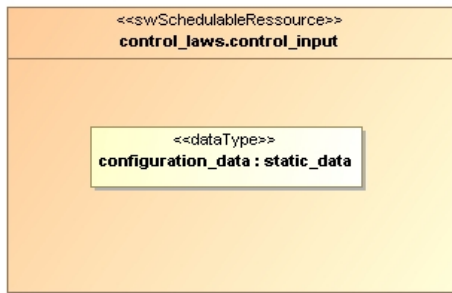 <<swSchedulableRessource>>
control_laws.control_input
<<dataType>>
configuration_data : static_data